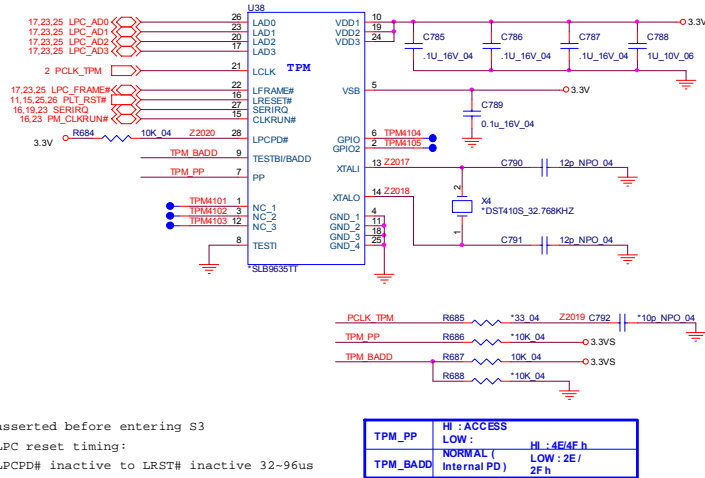 U38
17,23,25 LPC_AD0 26 LAD0 VDD1 10 3.3V
17,23,25 LPC_AD1 23 LAD1 VDD2 19
17,23,25 LPC_AD2 20 LAD2 VDD3 24
17,23,25 LPC_AD3 17 LAD3
C785 C786 C787 C788
.1U_16V_04 .1U_16V_04 .1U_16V_04 1U_10V_06
2 PCLK_TPM 21 LCLK TPM
17,23,25 LPC_FRAME# 22 LFRAME# VSB 5 3.3V
11,15,25,26 PLT_RST# 16 LRESET#
16,19,23 SERIRQ 27 SERIRQ
16,23 PM_CLKRUN# 15 CLKRUN#
C789
0.1u_16V_04
3.3V R684 10K_04 Z2020 28 LPCPD#
GPIO 6 TPM4104
GPIO2 2 TPM4105
TPM_BADD 9 TESTBI/BADD
XTALI 13 Z2017 C790 12p_NPO_04
TPM_PP 7 PP
XTALO 14 Z2018
2 X4
*DST410S_32.768KHZ
1
TPM4101 1 NC_1
TPM4102 3 NC_2
TPM4103 12 NC_3
GND_1 4
GND_2 11
GND_3 18
GND_4 25
8 TESTI
C791 12p_NPO_04
*SLB9635TT
PCLK_TPM R685 *33_04 Z2019 C792 *10p_NPO_04
TPM_PP R686 *10K_04 3.3VS
TPM_BADD R687 10K_04 3.3VS
R688 *10K_04
asserted before entering S3
LPC reset timing:
LPCPD# inactive to LRST# inactive 32~96us
TPM_PP
HI : ACCESS
LOW :
NORMAL (
Internal PD )
TPM_BADD
HI : 4E/4F h
LOW : 2E /
2F h